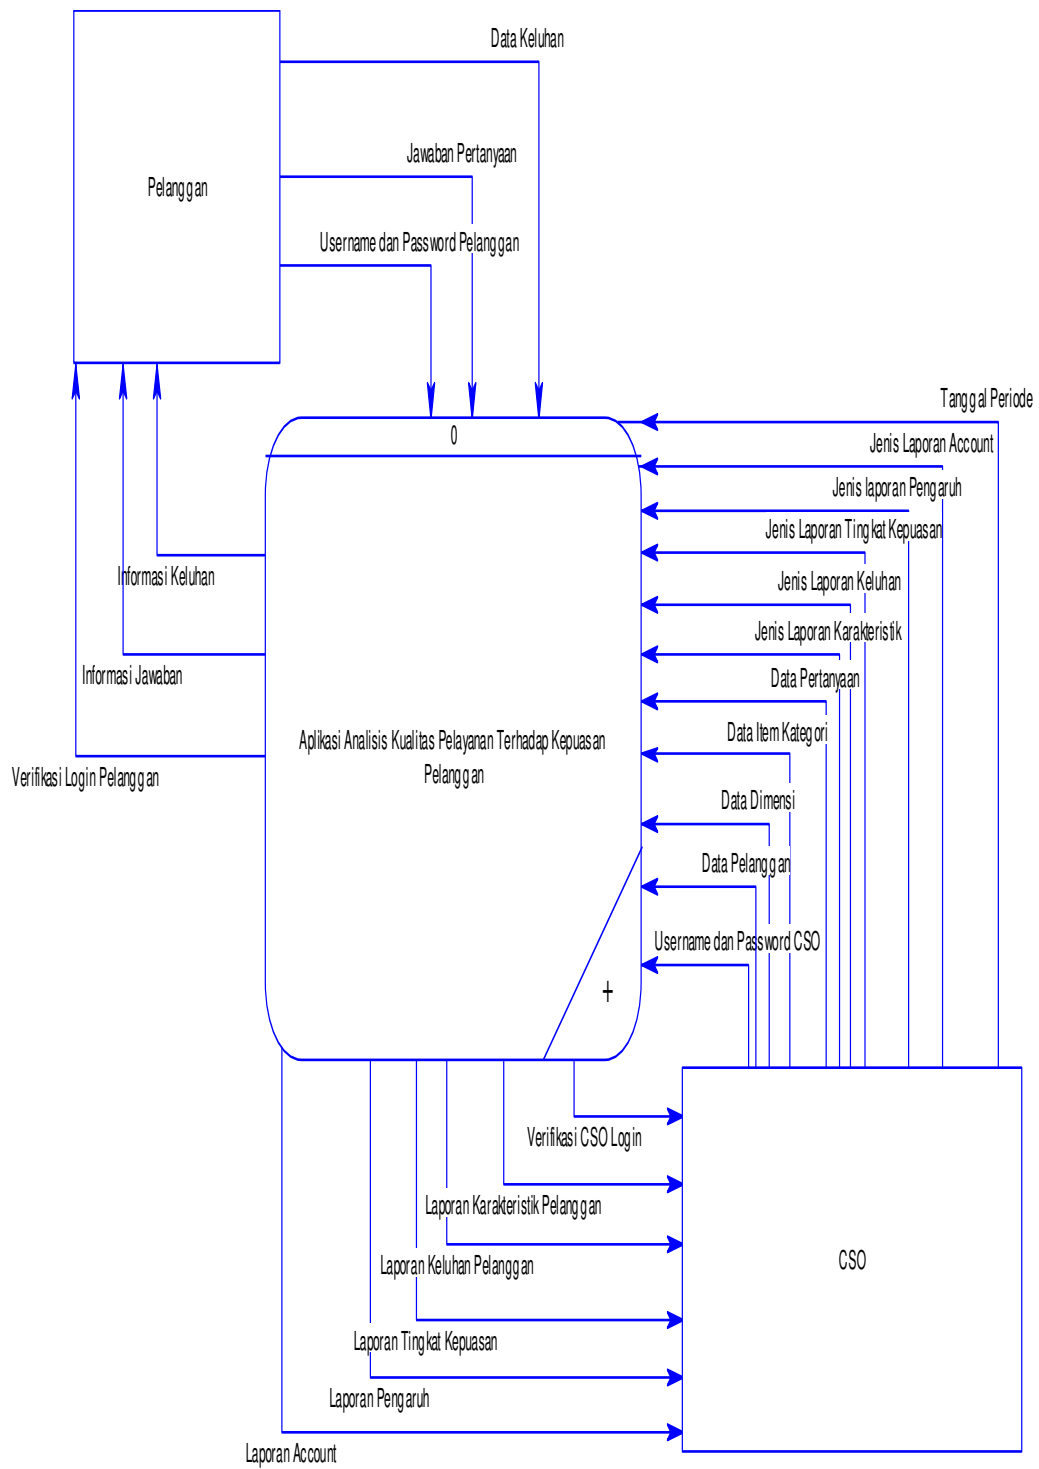 Data Keluhan
Jawaban Pertanyaan
Pelanggan
Username dan Password Pelanggan
Tanggal Periode
0
Jenis Laporan Account
Jenis laporan Pengaruh
Jenis Laporan Tingkat Kepuasan
Informasi Keluhan
Jenis Laporan Keluhan
Jenis Laporan Karakteristik
Informasi Jawaban
Data Pertanyaan
Data Item Kategori
Aplikasi Analisis Kualitas Pelayanan Terhadap Kepuasan
Pelanggan
Verifikasi Login Pelanggan
Data Dimensi
Data Pelanggan
Username dan Password CSO
+
Verifikasi CSO Login
Laporan Karakteristik Pelanggan
CSO
Laporan Keluhan Pelanggan
Laporan Tingkat Kepuasan
Laporan Pengaruh
Laporan Account